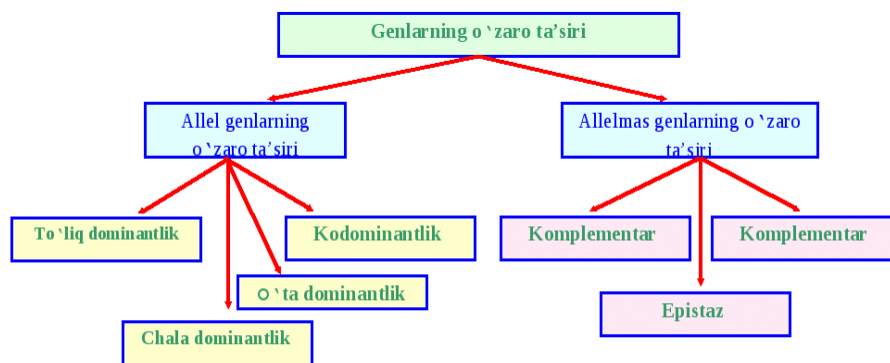 Genlarning o‵zaro ta’siri
Allel genlarning
o‵zaro ta’siri
Allelmas genlarning o‵zaro
ta’siri
To‵liq dominantlik
Kodominantlik
Komplementar
Komplementar
O‵ta dominantlik
Epistaz
Chala dominantlik